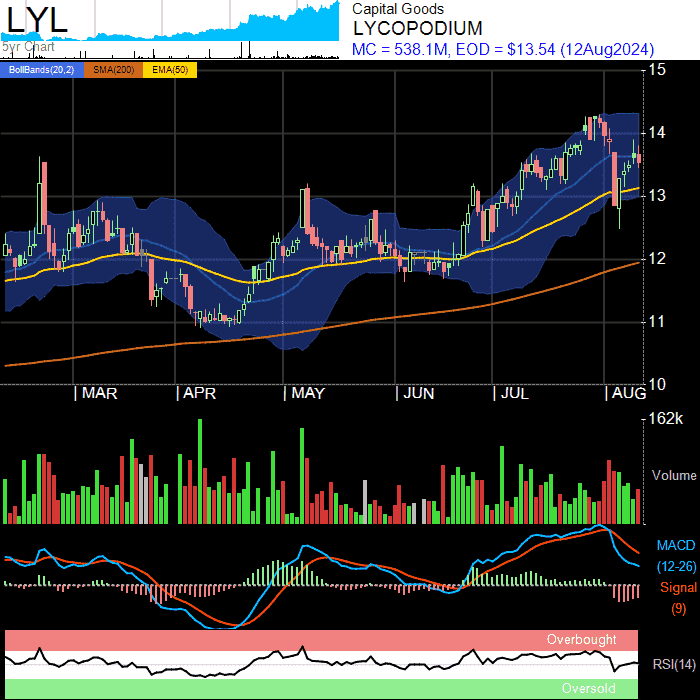 LYL
5yr Chart
Capital Goods
LYCOPODIUM
MC = 538.1M, EOD = $13.54 (12Aug2024)
BollBands(20,2) SMA(200) EMA(50)
15
14
13
12
11
10
| MAR | APR | MAY | JUN | JUL | AUG
162k
Volume
MACD
(12-26)
Signal
(9)
Overbought
RSI(14)
Oversold